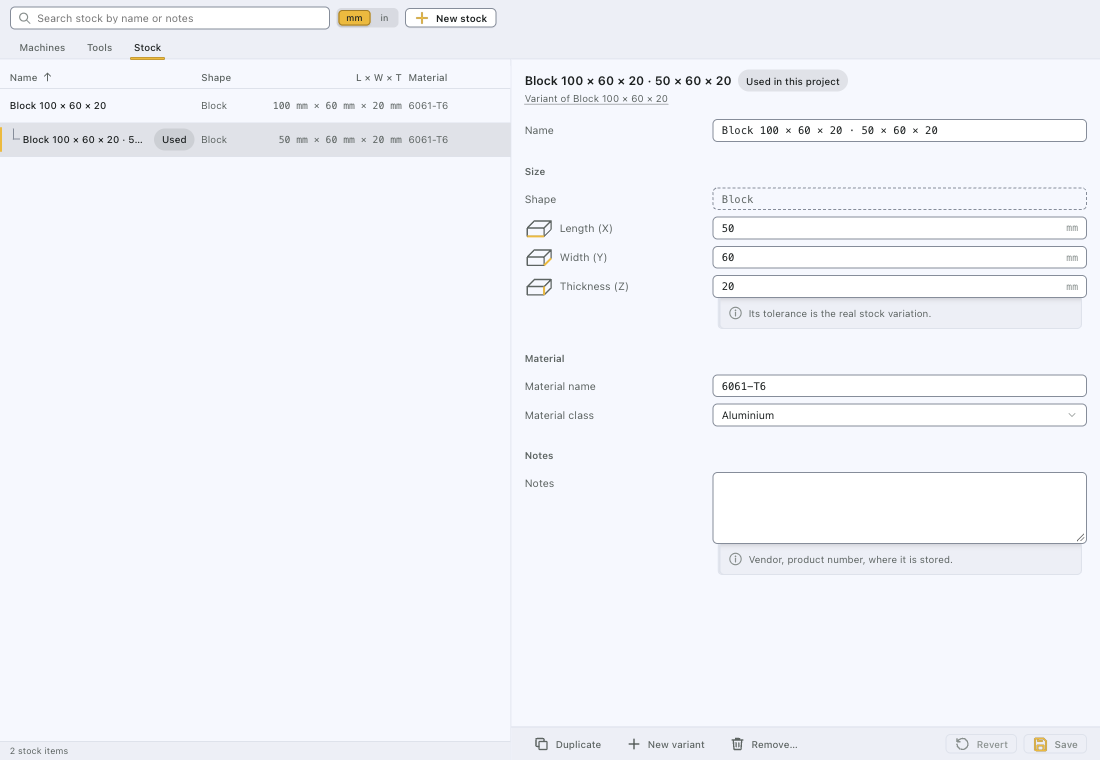 Search stock by name or notes
mm
in
New stock
Machines
Tools
Stock
Name
Shape
L × W × T
Material
Block 100 × 60 × 20
Block
100 mm × 60 mm × 20 mm
6061-T6
Block 100 × 60 × 20 · 5...
Used
Block
50 mm × 60 mm × 20 mm
6061-T6
2 stock items
Block 100 × 60 × 20 · 50 × 60 × 20
Used in this project
Variant of Block 100 × 60 × 20
Name
Block 100 × 60 × 20 · 50 × 60 × 20
Size
Shape
Block
Length (X)
50
mm
Width (Y)
60
mm
Thickness (Z)
20
mm
Its tolerance is the real stock variation.
Material
Material name
6061-T6
Material class
Aluminium
Notes
Notes
Vendor, product number, where it is stored.
Duplicate
New variant
Remove...
Revert
Save